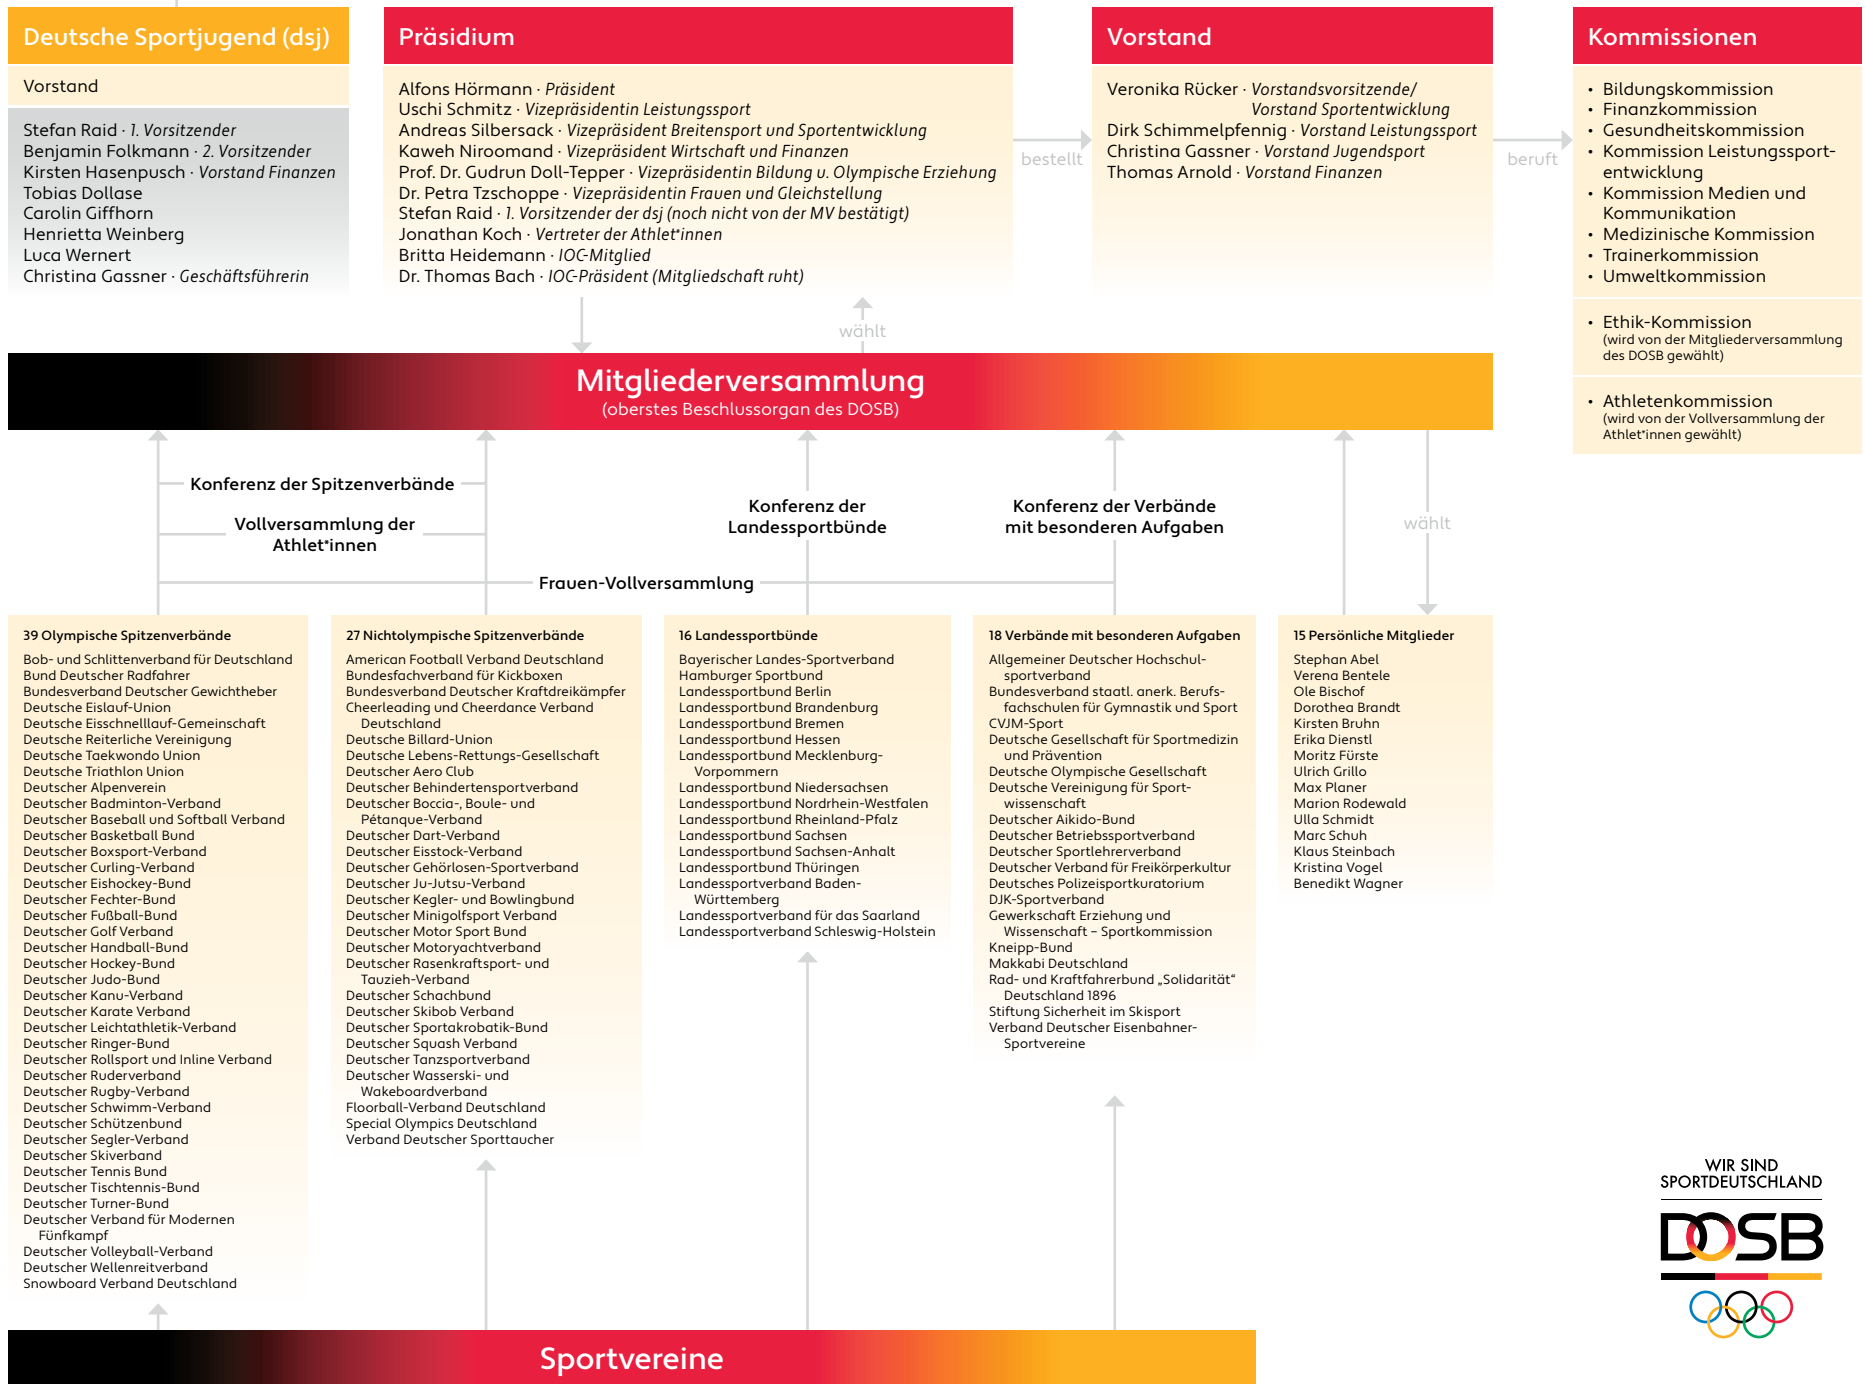 Deutsche Sportjugend (dsj)
Vorstand
Stefan Raid · 1. Vorsitzender
Benjamin Folkmann · 2. Vorsitzender
Kirsten Hasenpusch · Vorstand Finanzen
Tobias Dollase
Carolin Giffhorn
Henrietta Weinberg
Luca Wernert
Christina Gassner · Geschäftsführerin
Präsidium
Alfons Hörmann · Präsident
Uschi Schmitz · Vizepräsidentin Leistungssport
Andreas Silbersack · Vizepräsident Breitensport und Sportentwicklung
Kaweh Niroomand · Vizepräsident Wirtschaft und Finanzen
Prof. Dr. Gudrun Doll-Tepper · Vizepräsidentin Bildung u. Olympische Erziehung
Dr. Petra Tzschoppe · Vizepräsidentin Frauen und Gleichstellung
Stefan Raid · 1. Vorsitzender der dsj (noch nicht von der MV bestätigt)
Jonathan Koch · Vertreter der Athlet*innen
Britta Heidemann · IOC-Mitglied
Dr. Thomas Bach · IOC-Präsident (Mitgliedschaft ruht)
bestellt
Vorstand
Veronika Rücker · Vorstandsvorsitzende/
Vorstand Sportentwicklung
Dirk Schimmelpfennig · Vorstand Leistungssport
Christina Gassner · Vorstand Jugendsport
Thomas Arnold · Vorstand Finanzen
beruft
Kommissionen
• Bildungskommission
• Finanzkommission
• Gesundheitskommission
• Kommission Leistungssport-
entwicklung
• Kommission Medien und
Kommunikation
• Medizinische Kommission
• Trainerkommission
• Umweltkommission
• Ethik-Kommission
(wird von der Mitgliederversammlung
des DOSB gewählt)
• Athletenkommission
(wird von der Vollversammlung der
Athlet*innen gewählt)
wählt
Mitgliederversammlung
(oberstes Beschlussorgan des DOSB)
Konferenz der Spitzenverbände
Vollversammlung der
Athlet*innen
Konferenz der
Landessportbünde
Konferenz der Verbände
mit besonderen Aufgaben
wählt
Frauen-Vollversammlung
39 Olympische Spitzenverbände
Bob- und Schlittenverband für Deutschland
Bund Deutscher Radfahrer
Bundesverband Deutscher Gewichtheber
Deutsche Eislauf-Union
Deutsche Eisschnelllauf-Gemeinschaft
Deutsche Reiterliche Vereinigung
Deutsche Taekwondo Union
Deutsche Triathlon Union
Deutscher Alpenverein
Deutscher Badminton-Verband
Deutscher Baseball und Softball Verband
Deutscher Basketball Bund
Deutscher Boxsport-Verband
Deutscher Curling-Verband
Deutscher Eishockey-Bund
Deutscher Fechter-Bund
Deutscher Fußball-Bund
Deutscher Golf Verband
Deutscher Handball-Bund
Deutscher Hockey-Bund
Deutscher Judo-Bund
Deutscher Kanu-Verband
Deutscher Karate Verband
Deutscher Leichtathletik-Verband
Deutscher Ringer-Bund
Deutscher Rollsport und Inline Verband
Deutscher Ruderverband
Deutscher Rugby-Verband
Deutscher Schwimm-Verband
Deutscher Schützenbund
Deutscher Segler-Verband
Deutscher Skiverband
Deutscher Tennis Bund
Deutscher Tischtennis-Bund
Deutscher Turner-Bund
Deutscher Verband für Modernen
Fünfkampf
Deutscher Volleyball-Verband
Deutscher Wellenreitverband
Snowboard Verband Deutschland
27 Nichtolympische Spitzenverbände
American Football Verband Deutschland
Bundesfachverband für Kickboxen
Bundesverband Deutscher Kraftdreikämpfer
Cheerleading und Cheerdance Verband
Deutschland
Deutsche Billard-Union
Deutsche Lebens-Rettungs-Gesellschaft
Deutscher Aero Club
Deutscher Behindertensportverband
Deutscher Boccia-, Boule- und
Pétanque-Verband
Deutscher Dart-Verband
Deutscher Eisstock-Verband
Deutscher Gehörlosen-Sportverband
Deutscher Ju-Jutsu-Verband
Deutscher Kegler- und Bowlingbund
Deutscher Minigolfsport Verband
Deutscher Motor Sport Bund
Deutscher Motoryachtverband
Deutscher Rasenkraftsport- und
Tauzieh-Verband
Deutscher Schachbund
Deutscher Skibob Verband
Deutscher Sportakrobatik-Bund
Deutscher Squash Verband
Deutscher Tanzsportverband
Deutscher Wasserski- und
Wakeboardverband
Floorball-Verband Deutschland
Special Olympics Deutschland
Verband Deutscher Sporttaucher
16 Landessportbünde
Bayerischer Landes-Sportverband
Hamburger Sportbund
Landessportbund Berlin
Landessportbund Brandenburg
Landessportbund Bremen
Landessportbund Hessen
Landessportbund Mecklenburg-
Vorpommern
Landessportbund Niedersachsen
Landessportbund Nordrhein-Westfalen
Landessportbund Rheinland-Pfalz
Landessportbund Sachsen
Landessportbund Sachsen-Anhalt
Landessportbund Thüringen
Landessportverband Baden-
Württemberg
Landessportverband für das Saarland
Landessportverband Schleswig-Holstein
18 Verbände mit besonderen Aufgaben
Allgemeiner Deutscher Hochschul-
sportverband
Bundesverband staatl. anerk. Berufs-
fachschulen für Gymnastik und Sport
CVJM-Sport
Deutsche Gesellschaft für Sportmedizin
und Prävention
Deutsche Olympische Gesellschaft
Deutsche Vereinigung für Sport-
wissenschaft
Deutscher Aikido-Bund
Deutscher Betriebssportverband
Deutscher Sportlehrerverband
Deutscher Verband für Freikörperkultur
Deutsches Polizeisportkuratorium
DJK-Sportverband
Gewerkschaft Erziehung und
Wissenschaft – Sportkommission
Kneipp-Bund
Makkabi Deutschland
Rad- und Kraftfahrerbund „Solidarität“
Deutschland 1896
Stiftung Sicherheit im Skisport
Verband Deutscher Eisenbahner-
Sportvereine
15 Persönliche Mitglieder
Stephan Abel
Verena Bentele
Ole Bischof
Dorothea Brandt
Kirsten Bruhn
Erika Dienstl
Moritz Fürste
Ulrich Grillo
Max Planer
Marion Rodewald
Ulla Schmidt
Marc Schuh
Klaus Steinbach
Kristina Vogel
Benedikt Wagner
WIR SIND
SPORTDEUTSCHLAND
DOSB
Sportvereine